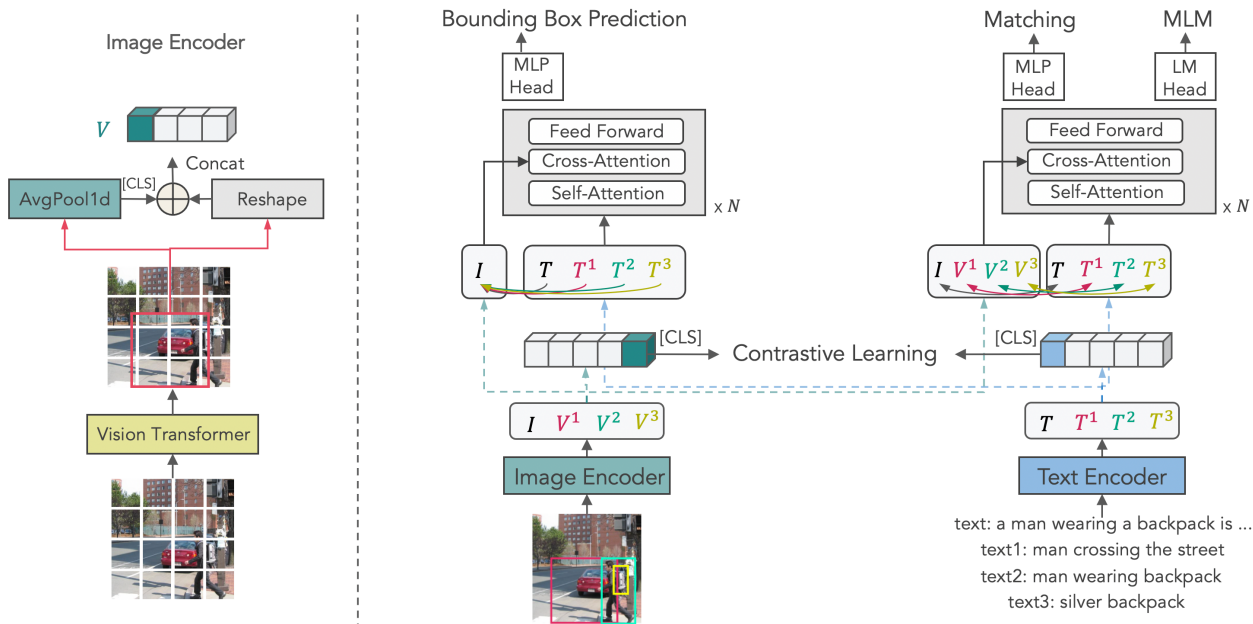 Image Encoder
V
Concat
AvgPool1d
[CLS]
Reshape
Vision Transformer
Bounding Box Prediction
MLP
Head
Feed Forward
Cross-Attention
Self-Attention
x N
I
T T¹ T² T³
Matching
MLM
MLP
Head
LM
Head
Feed Forward
Cross-Attention
Self-Attention
x N
I V¹ V² V³
T T¹ T² T³
[CLS]
Contrastive Learning
[CLS]
I V¹ V² V³
Image Encoder
T T¹ T² T³
Text Encoder
text: a man wearing a backpack is ...
text1: man crossing the street
text2: man wearing backpack
text3: silver backpack